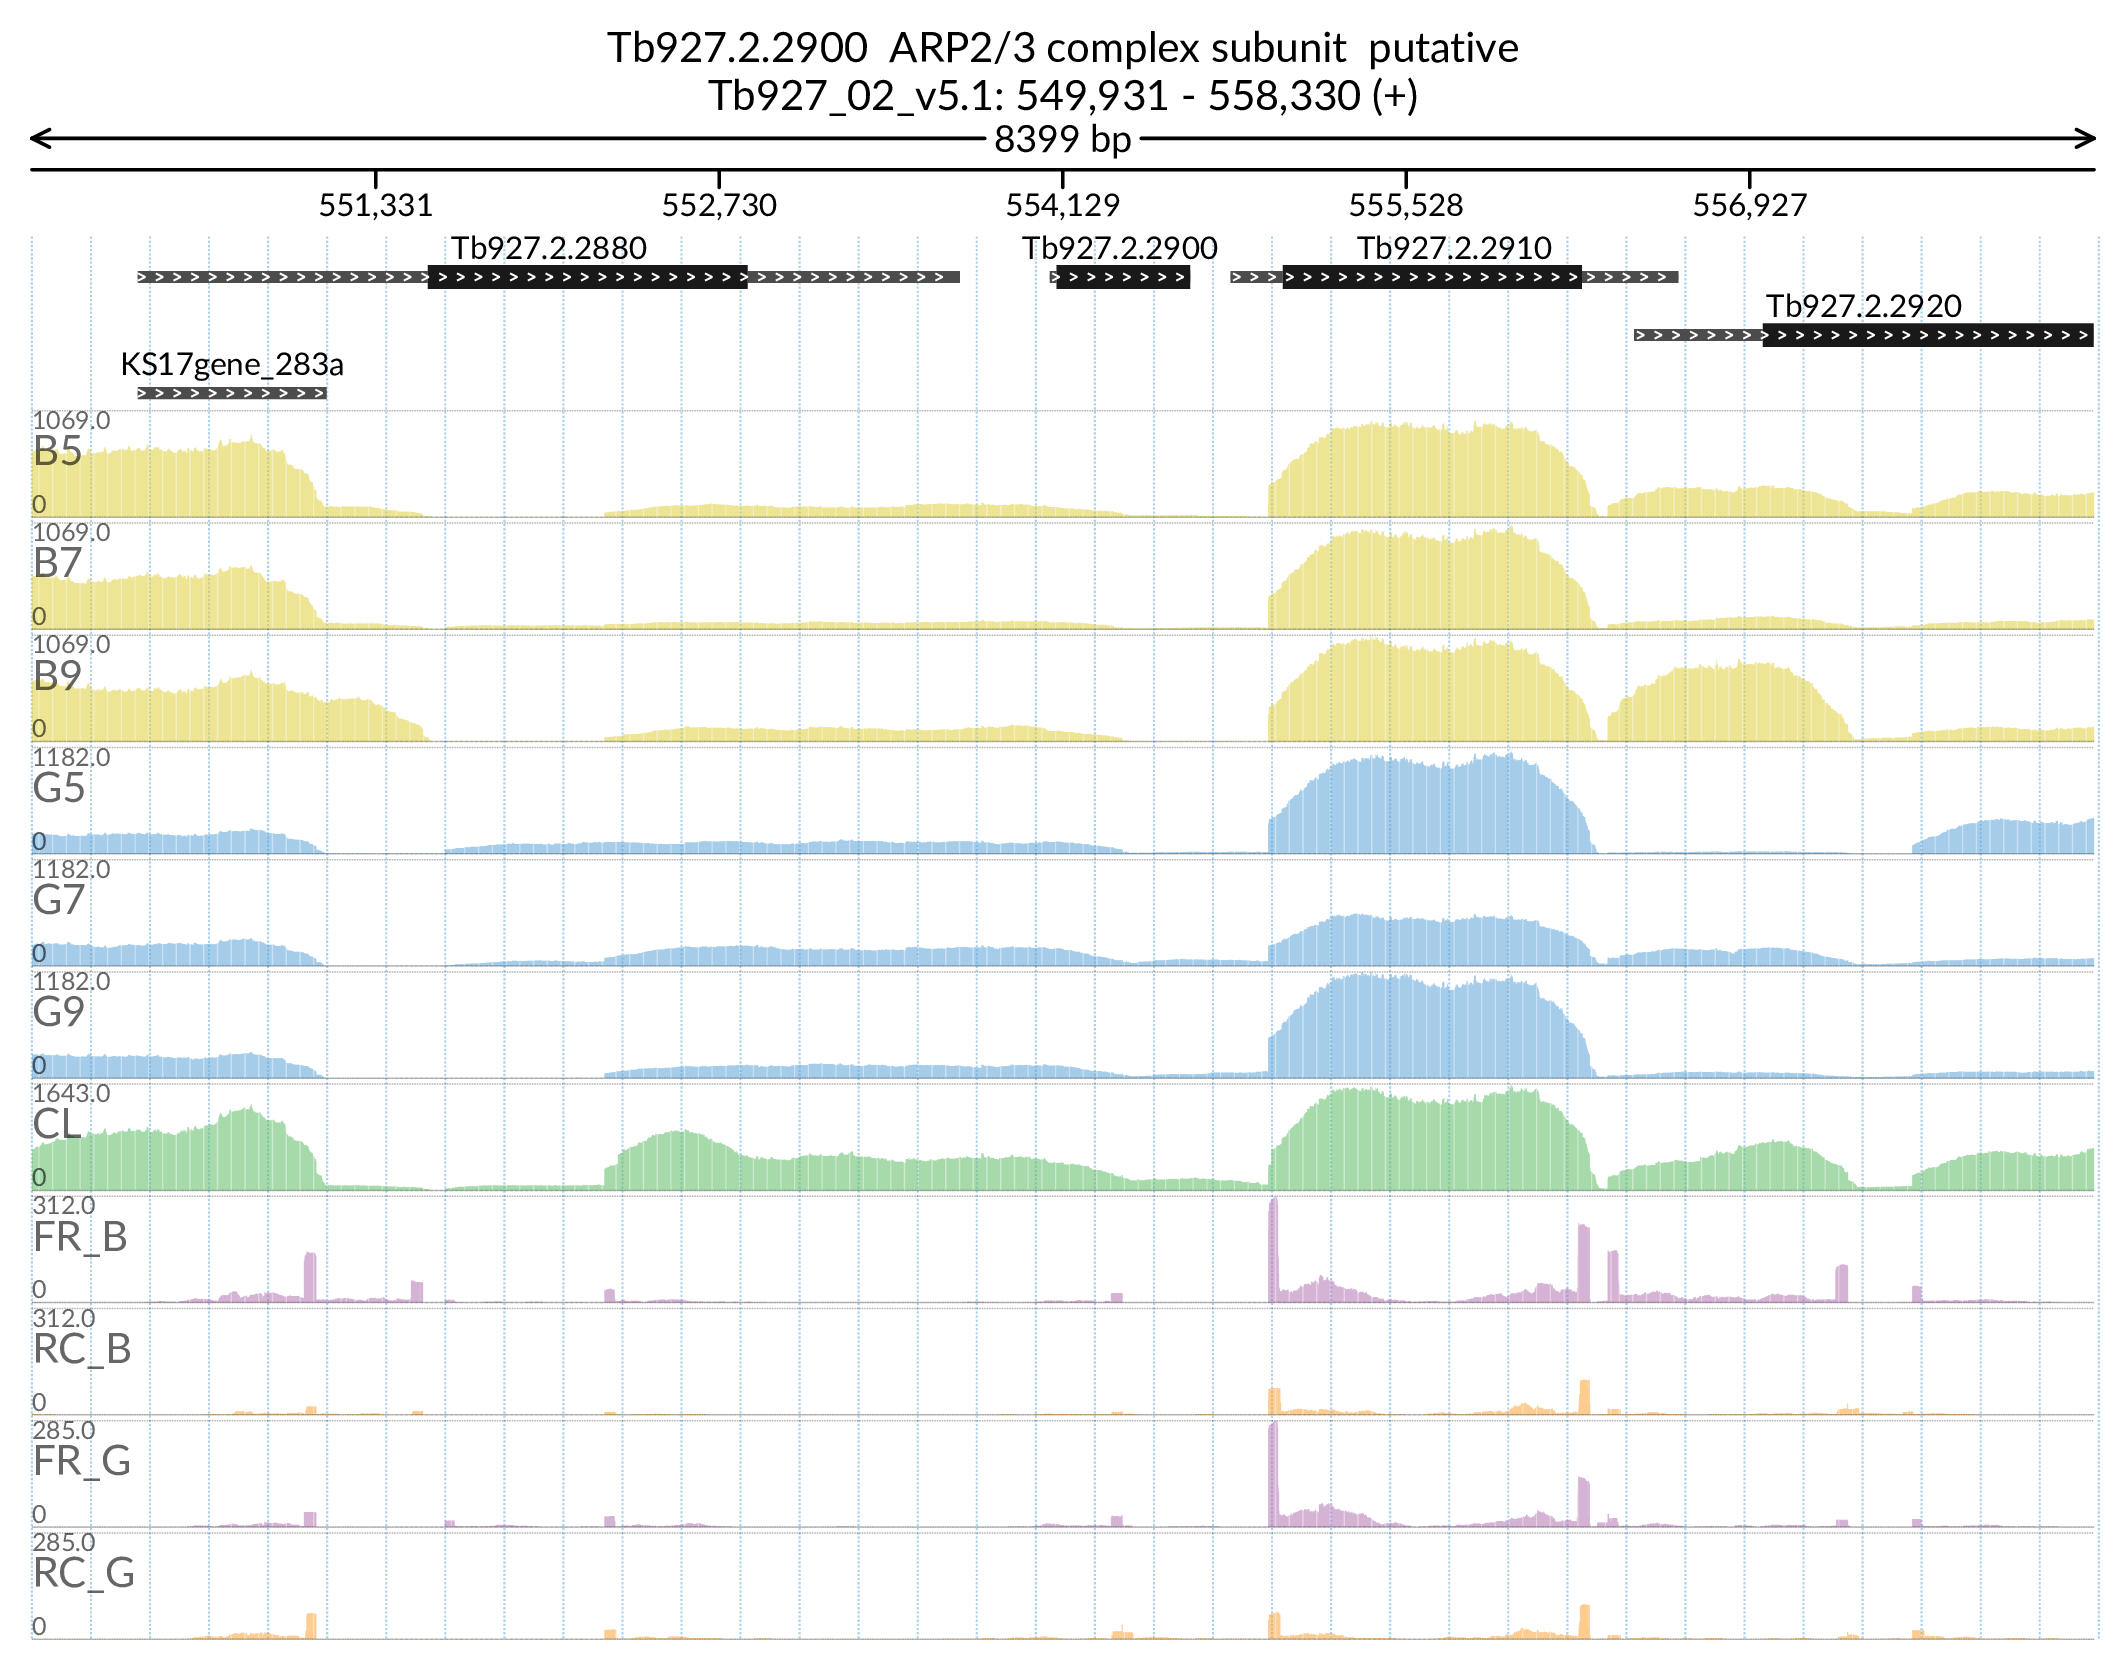 Tb927.2.2900  ARP2/3 complex subunit  putative
Tb927_02_v5.1: 549,931 - 558,330 (+)
8399 bp
551,331 552,730 554,129 555,528 556,927
Tb927.2.2880 Tb927.2.2900 Tb927.2.2910
Tb927.2.2920
KS17gene_283a
1069.0
B5
0
1069.0
B7
0
1069.0
B9
0
1182.0
G5
0
1182.0
G7
0
1182.0
G9
0
1643.0
CL
0
312.0
FR_B
0
312.0
RC_B
0
285.0
FR_G
0
285.0
RC_G
0